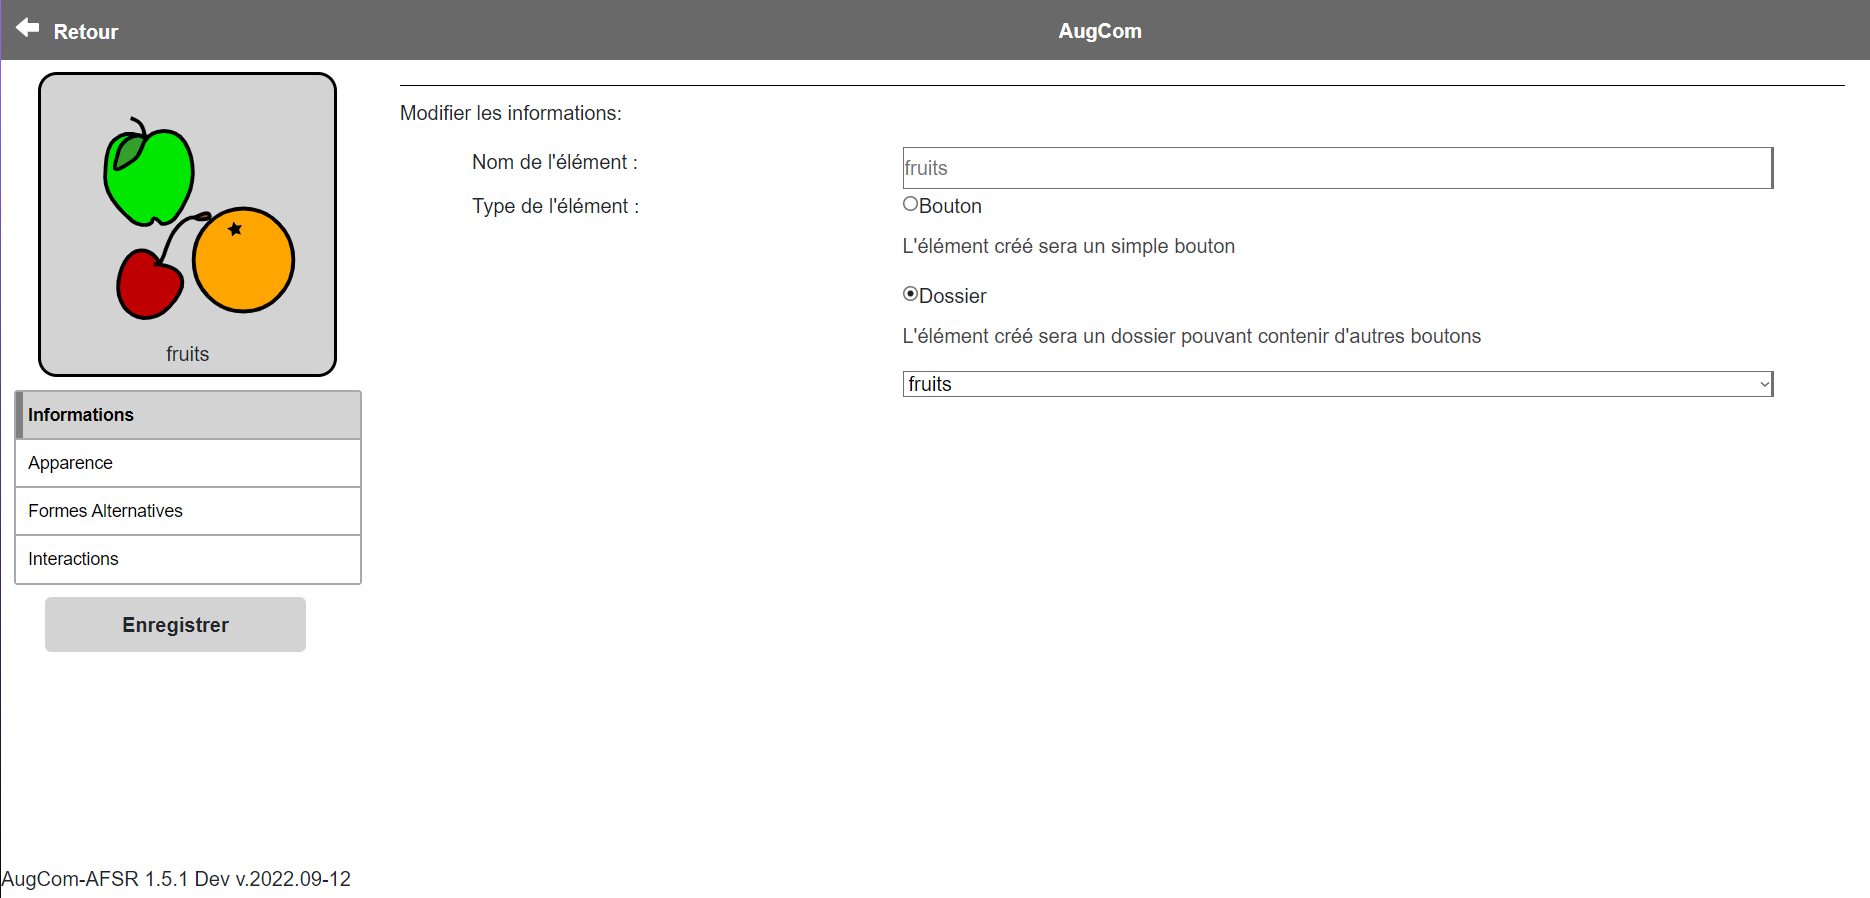 Retour
AugCom
fruits
Informations
Apparence
Formes Alternatives
Interactions
Enregistrer
Modifier les informations:
Nom de l'élément :
fruits
Type de l'élément :
Bouton
L'élément créé sera un simple bouton
Dossier
L'élément créé sera un dossier pouvant contenir d'autres boutons
fruits
AugCom-AFSR 1.5.1 Dev v.2022.09-12